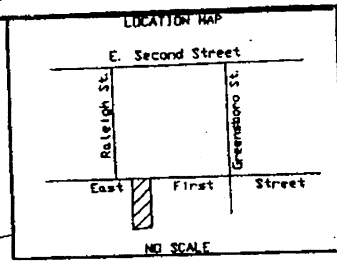 LOCATION MAP
E. Second Street
Raleigh St.
Greensboro St.
East First Street
NO SCALE